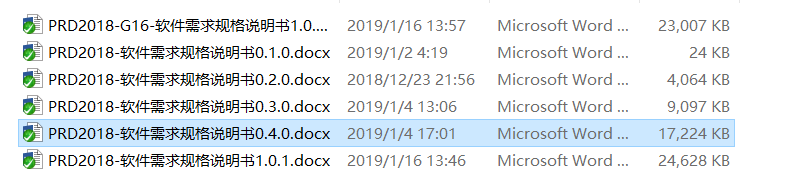 PRD2018-G16-软件需求规格说明书1.0.... 2019/1/16 13:57 Microsoft Word ... 23,007 KB
PRD2018-软件需求规格说明书0.1.0.docx 2019/1/2 4:19 Microsoft Word ... 24 KB
PRD2018-软件需求规格说明书0.2.0.docx 2018/12/23 21:56 Microsoft Word ... 4,064 KB
PRD2018-软件需求规格说明书0.3.0.docx 2019/1/4 13:06 Microsoft Word ... 9,097 KB
PRD2018-软件需求规格说明书0.4.0.docx 2019/1/4 17:01 Microsoft Word ... 17,224 KB
PRD2018-软件需求规格说明书1.0.1.docx 2019/1/16 13:46 Microsoft Word ... 24,628 KB